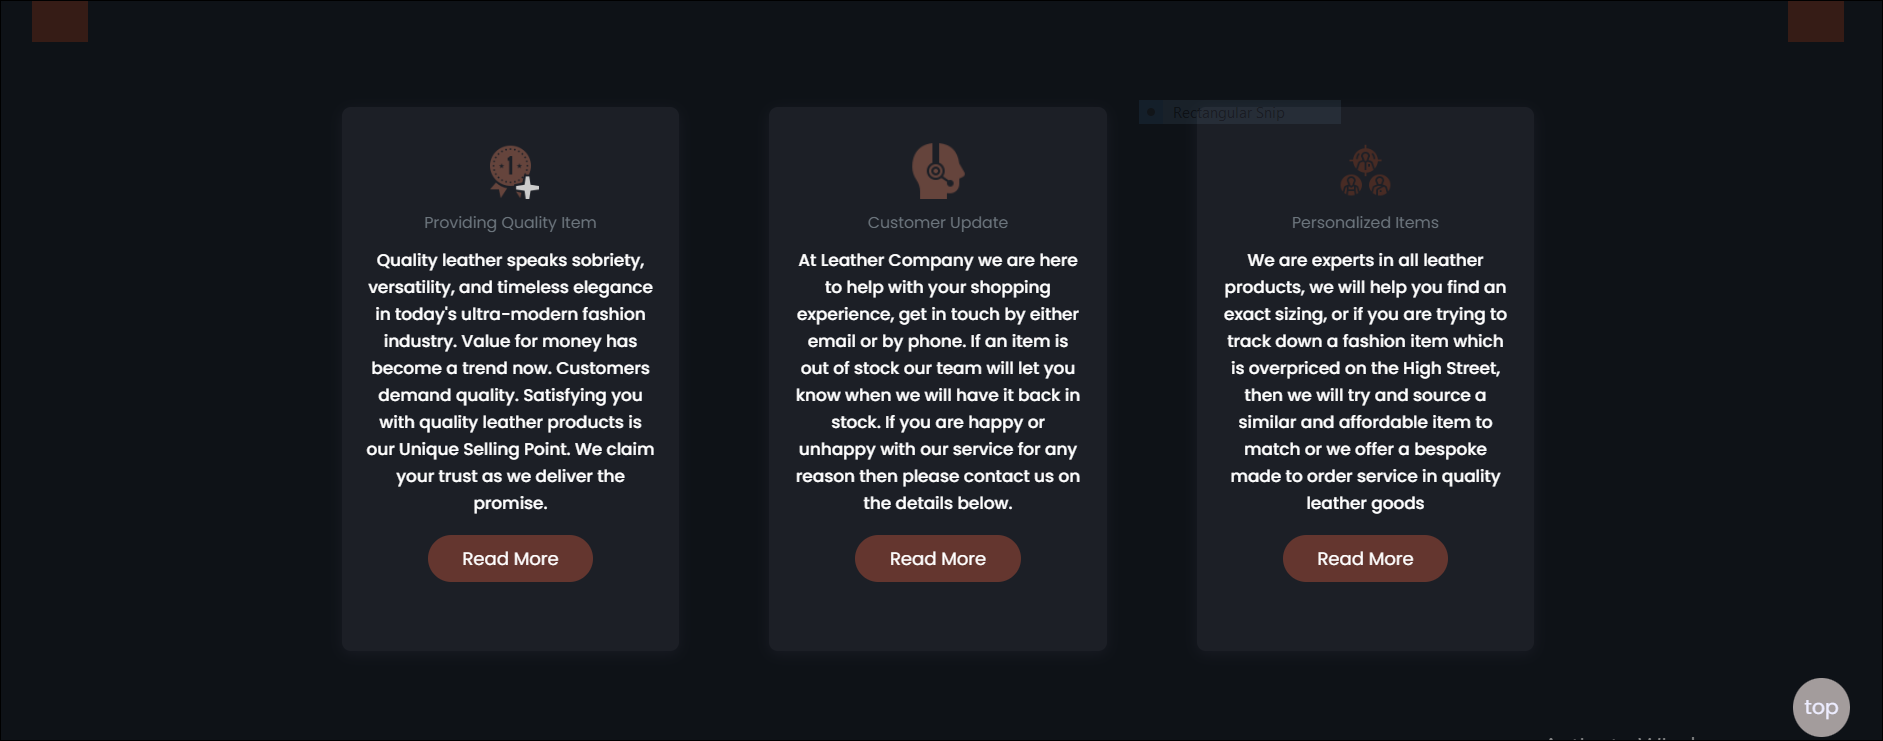 Rectangular Snip
1
Providing Quality Item
Quality leather speaks sobriety,
versatility, and timeless elegance
in today's ultra-modern fashion
industry. Value for money has
become a trend now. Customers
demand quality. Satisfying you
with quality leather products is
our Unique Selling Point. We claim
your trust as we deliver the
promise.
Read More
Customer Update
At Leather Company we are here
to help with your shopping
experience, get in touch by either
email or by phone. If an item is
out of stock our team will let you
know when we will have it back in
stock. If you are happy or
unhappy with our service for any
reason then please contact us on
the details below.
Read More
Personalized Items
We are experts in all leather
products, we will help you find an
exact sizing, or if you are trying to
track down a fashion item which
is overpriced on the High Street,
then we will try and source a
similar and affordable item to
match or we offer a bespoke
made to order service in quality
leather goods
Read More
top